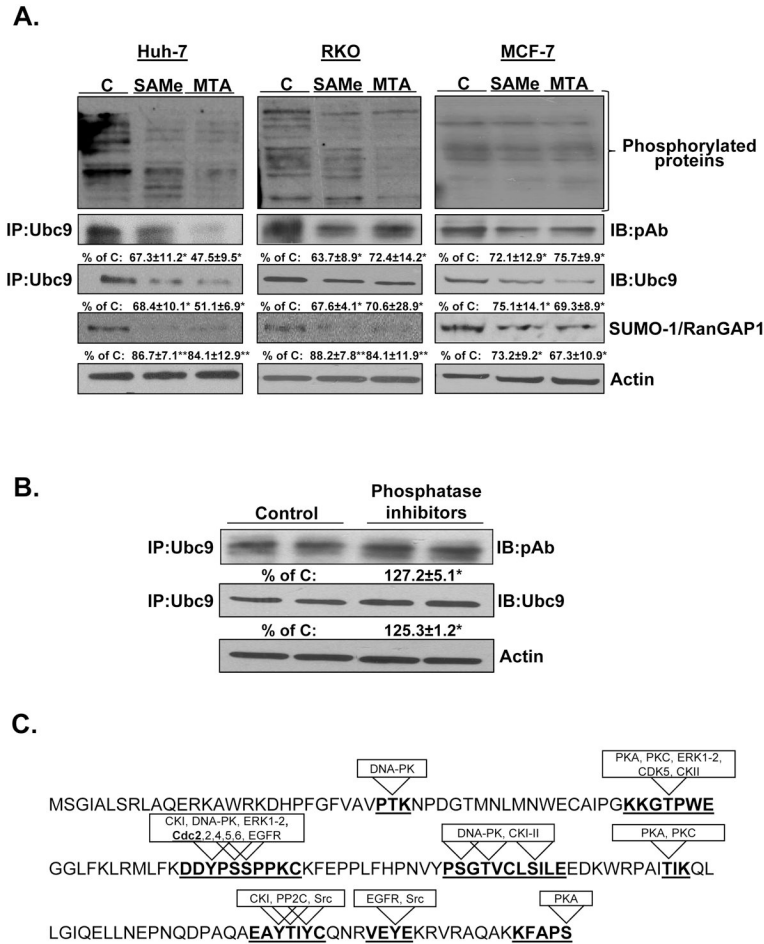 A.
Huh-7 RKO MCF-7
C SAMe MTA C SAMe MTA C SAMe MTA
Phosphorylated
proteins
IP:Ubc9 IB:pAb
% of C: 67.3±11.2* 47.5±9.5* % of C: 63.7±8.9* 72.4±14.2* % of C: 72.1±12.9* 75.7±9.9*
IP:Ubc9 IB:Ubc9
% of C: 68.4±10.1* 51.1±6.9* % of C: 67.6±4.1* 70.6±28.9* % of C: 75.1±14.1* 69.3±8.9*
SUMO-1/RanGAP1
% of C: 86.7±7.1** 84.1±12.9** % of C: 88.2±7.8** 84.1±11.9** % of C: 73.2±9.2* 67.3±10.9*
Actin
B.
Phosphatase
Control inhibitors
IP:Ubc9 IB:pAb
% of C: 127.2±5.1*
IP:Ubc9 IB:Ubc9
% of C: 125.3±1.2*
Actin
C.
DNA-PK
PKA, PKC, ERK1-2,
CDK5, CKII
MSGIALSRLAQERKAWRKDHPFGFVAVPTKNPDGTMNLMNWECAIPGKKGTPWE
CKI, DNA-PK, ERK1-2,
Cdc2,2,4,5,6, EGFR
DNA-PK, CKI-II
PKA, PKC
GGLFKLRMLFKDDYPSSPPKCKFEPPLFHPNVYPSGTVCLSILEEDKWRPAITIKQL
CKI, PP2C, Src
EGFR, Src
PKA
LGIQELLNEPNQDPAQAEAYTIYCQNRVEYEKRVRAQAKKFAPS